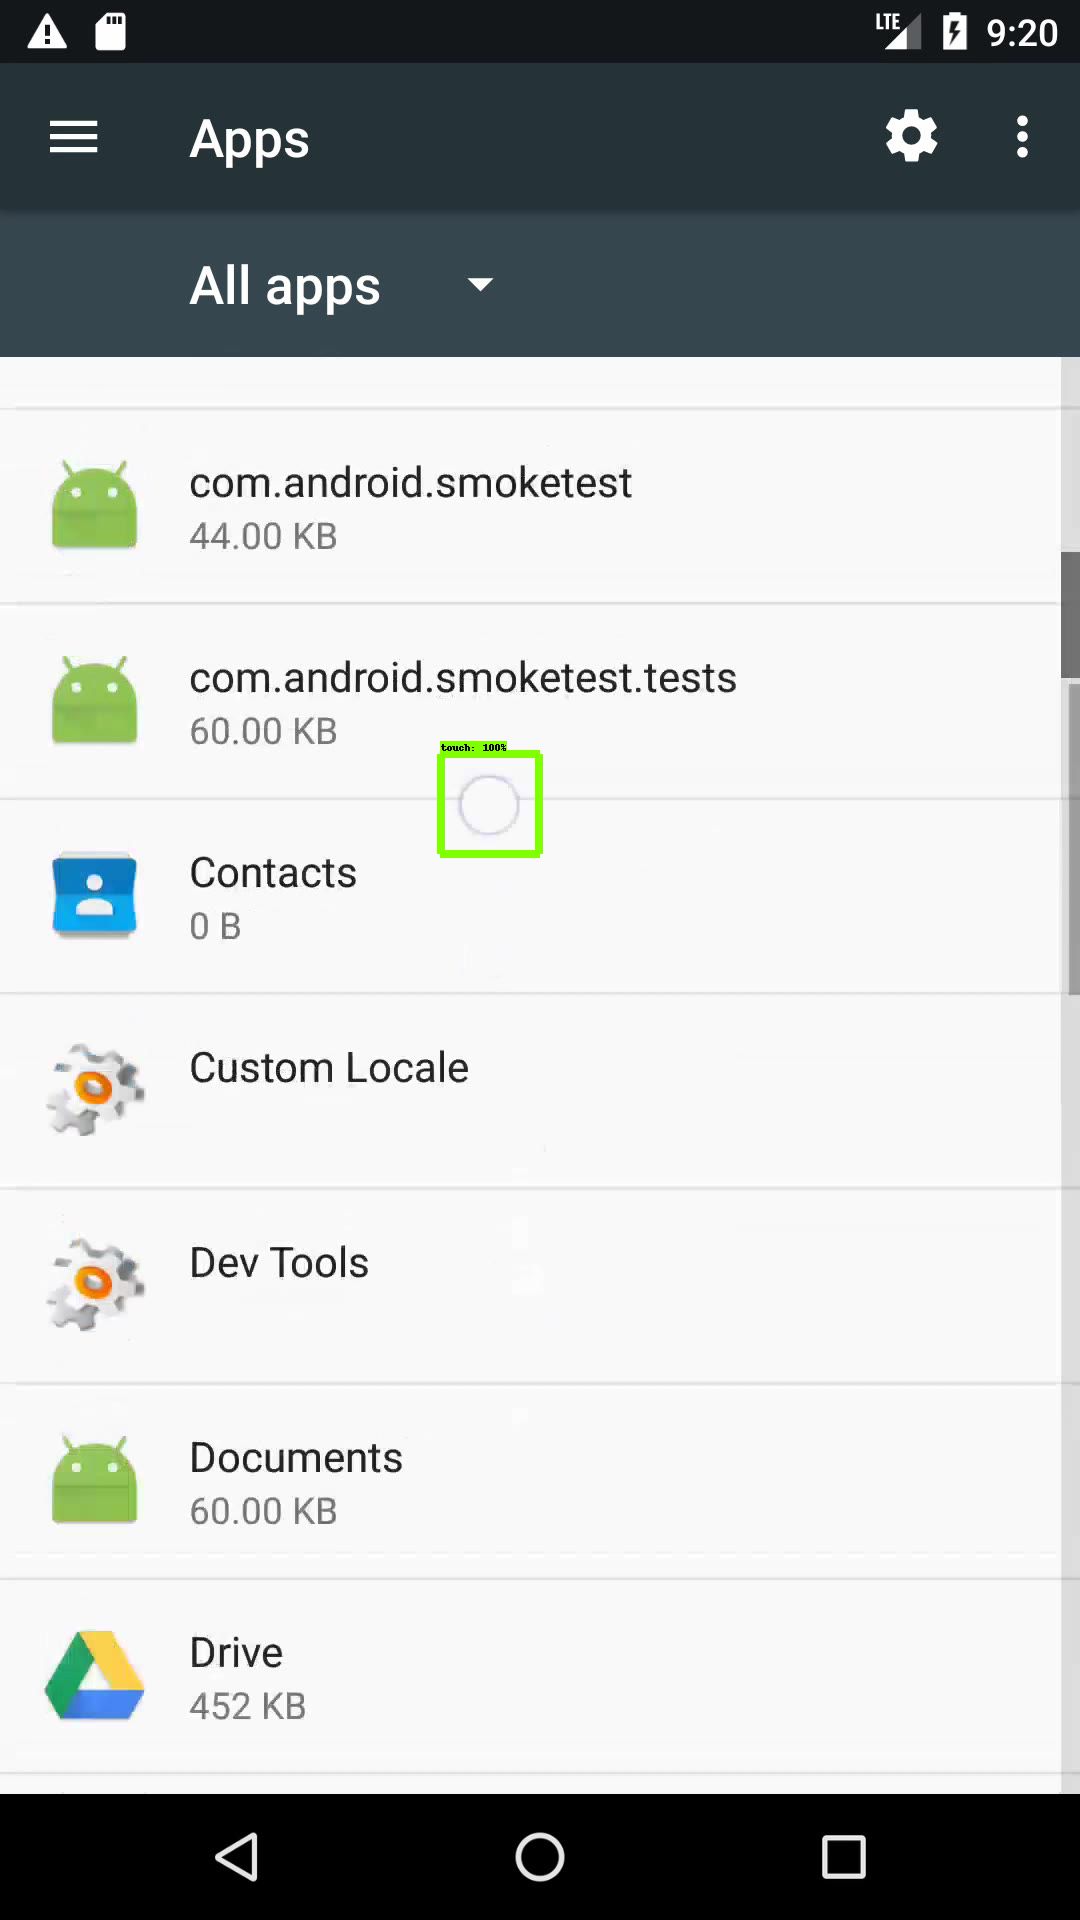 LTE
9:20
Apps
All apps
com.android.smoketest
44.00 KB
com.android.smoketest.tests
60.00 KB
touch: 100%
Contacts
0 B
Custom Locale
Dev Tools
Documents
60.00 KB
Drive
452 KB